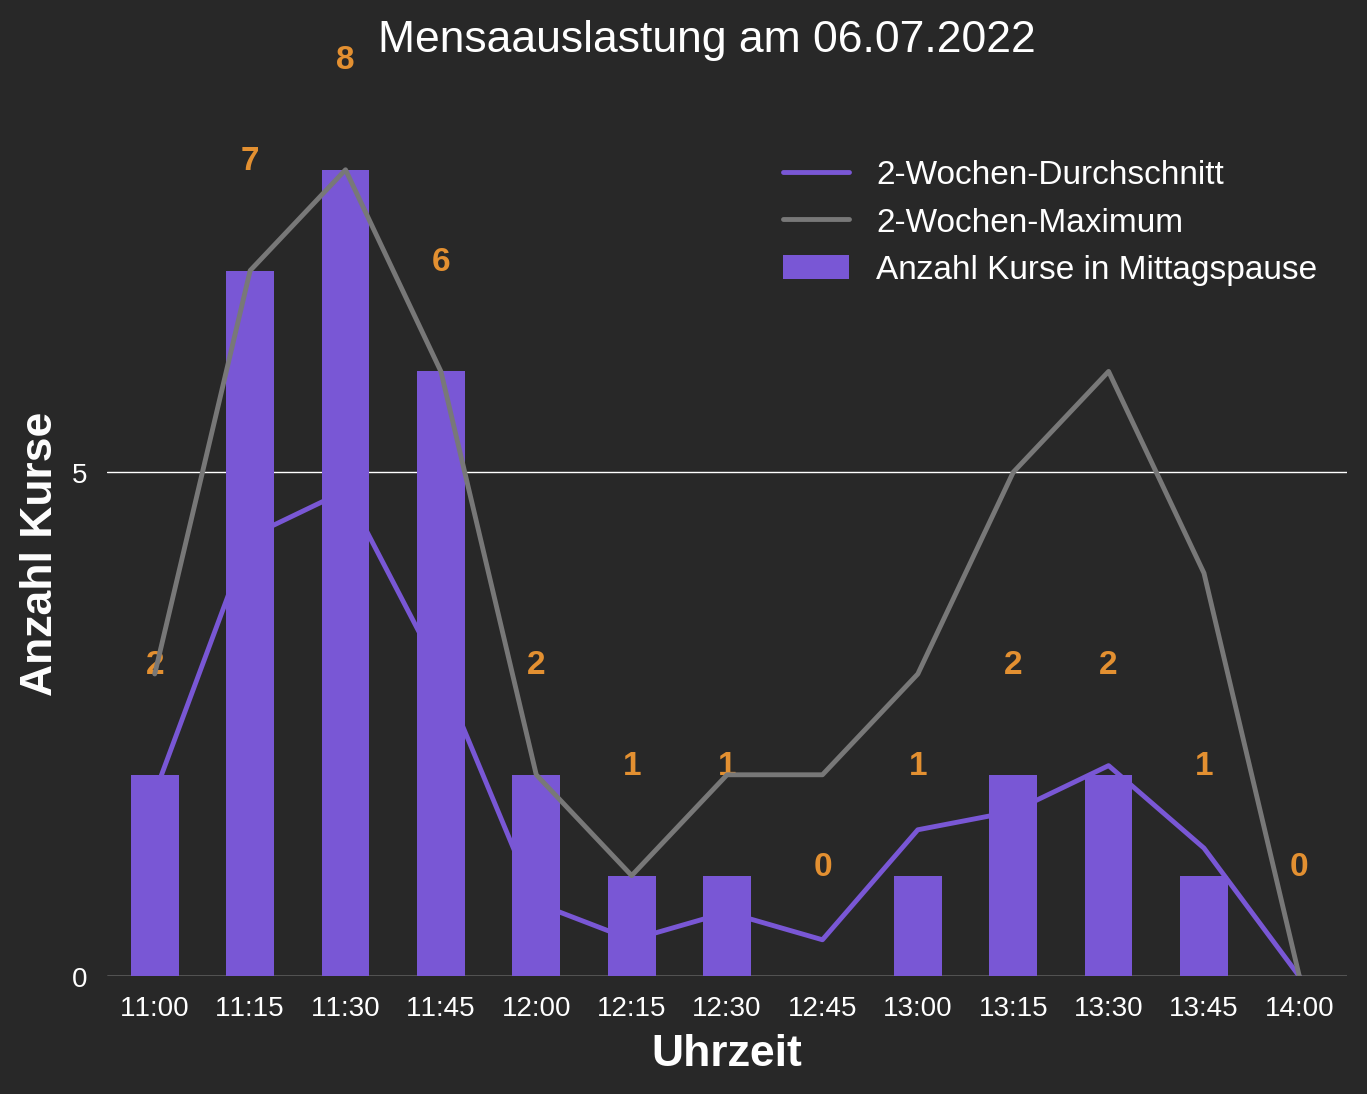 Mensaauslastung am 06.07.2022
8
7
6
2
2
1
1
0
1
2
2
1
0
2-Wochen-Durchschnitt
2-Wochen-Maximum
Anzahl Kurse in Mittagspause
Anzahl Kurse
5
0
11:00 11:15 11:30 11:45 12:00 12:15 12:30 12:45 13:00 13:15 13:30 13:45 14:00
Uhrzeit